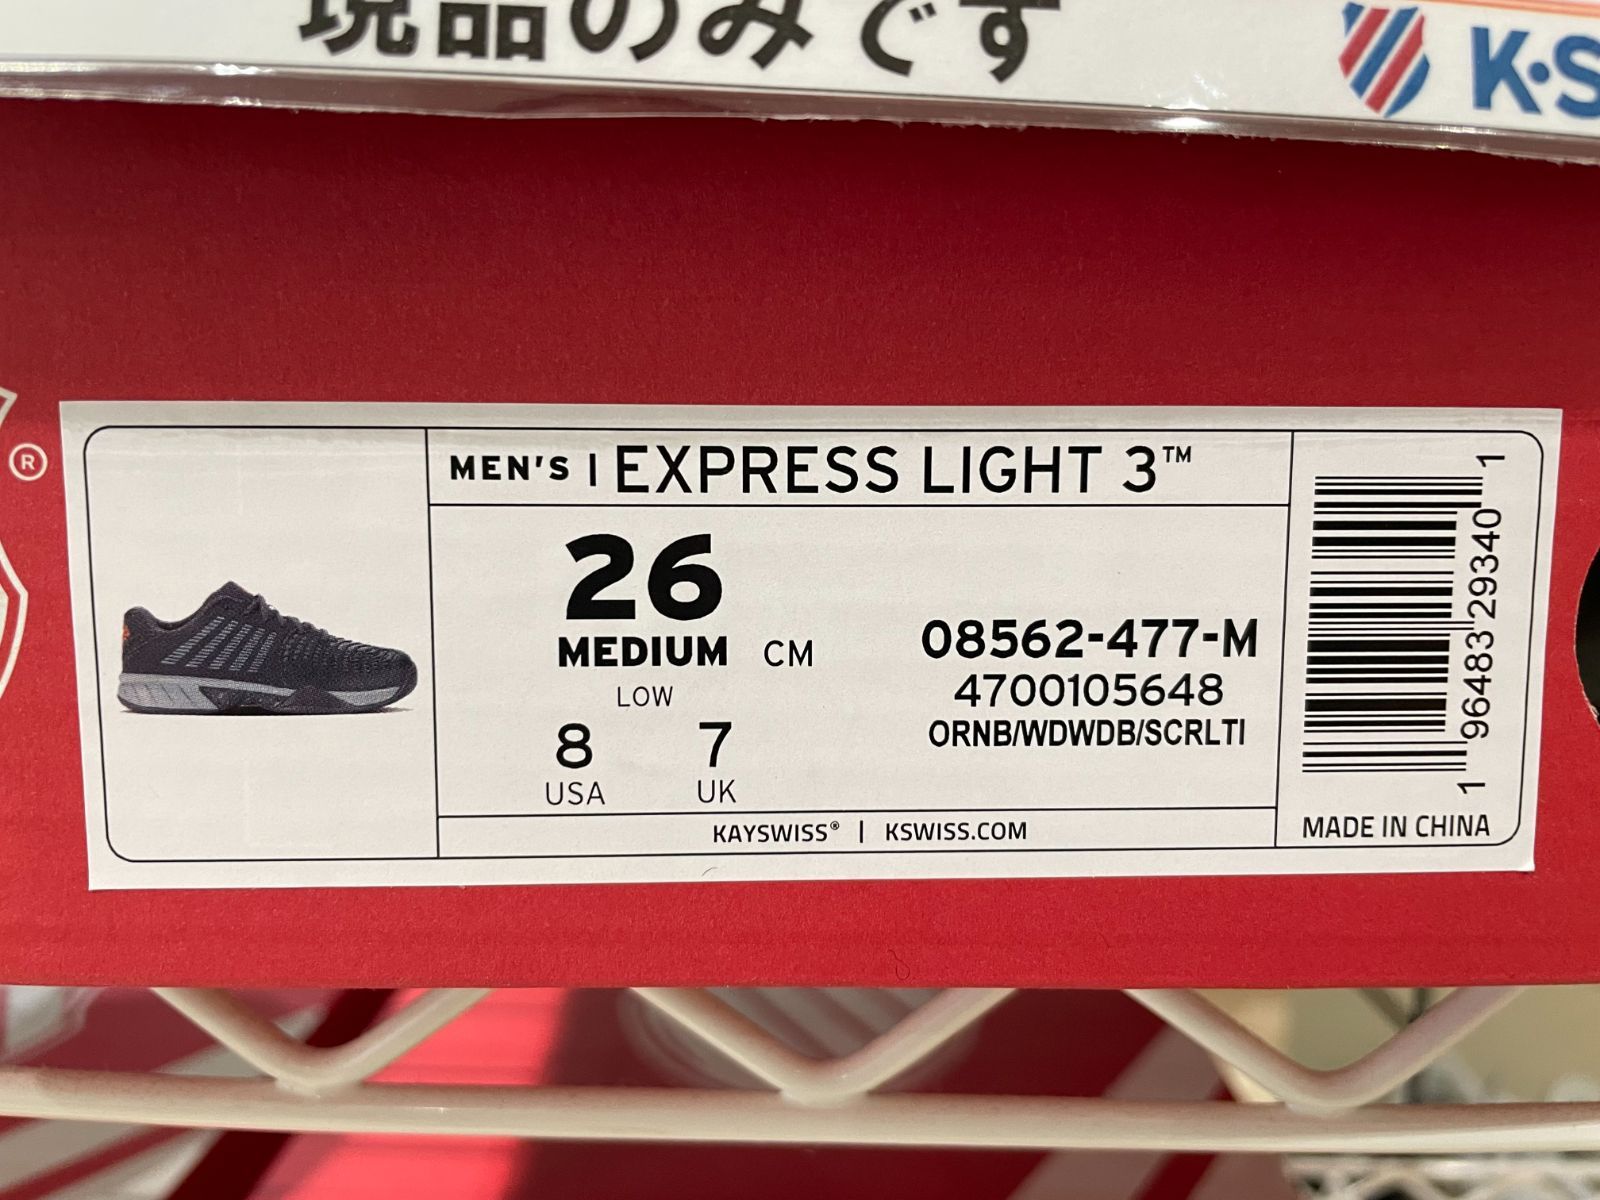 現品のみです
K·S
®
MEN'S | EXPRESS LIGHT 3™
26
MEDIUM CM
LOW
8 7
USA UK
08562-477-M
4700105648
ORNB/WDWDB/SCRLTI
KAYSWISS® | KSWISS.COM
1 96483 29340 1
MADE IN CHINA